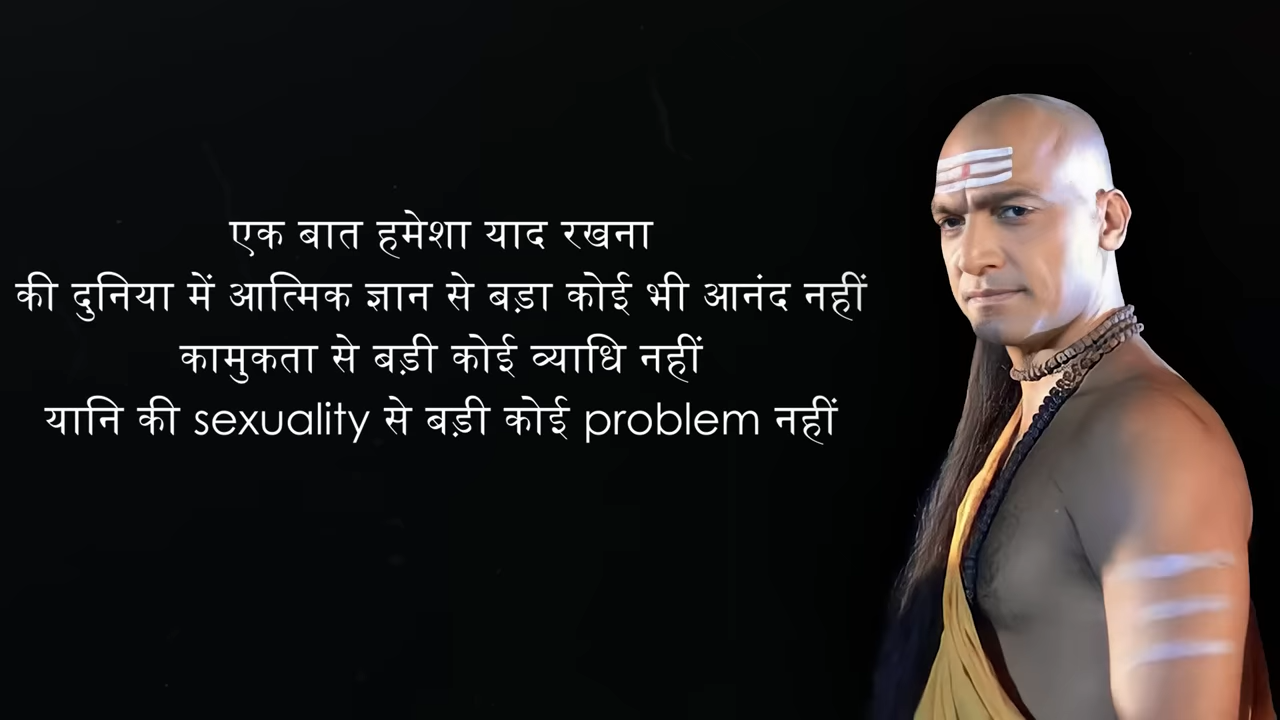 एक बात हमेशा याद रखना
की दुनिया में आत्मिक ज्ञान से बड़ा कोई भी आनंद नहीं
कामुकता से बड़ी कोई व्याधि नहीं
यानि की sexuality से बड़ी कोई problem नहीं